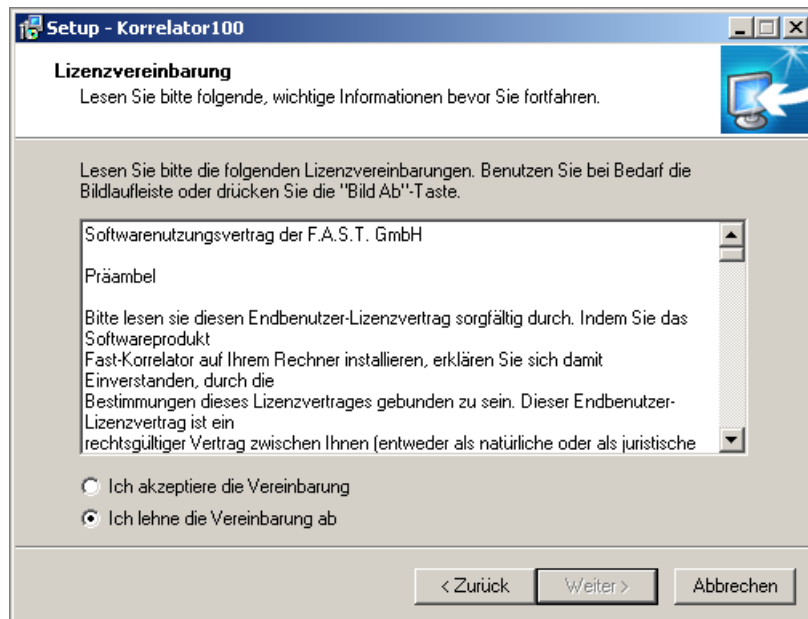 Setup - Korrelator100
Lizenzvereinbarung
Lesen Sie bitte folgende, wichtige Informationen bevor Sie fortfahren.
Lesen Sie bitte die folgenden Lizenzvereinbarungen. Benutzen Sie bei Bedarf die
Bildlaufleiste oder drücken Sie die "Bild Ab"-Taste.
Softwarenutzungsvertrag der F.A.S.T. GmbH
Präambel
Bitte lesen sie diesen Endbenutzer-Lizenzvertrag sorgfältig durch. Indem Sie das
Softwareprodukt
Fast-Korrelator auf Ihrem Rechner installieren, erklären Sie sich damit
Einverstanden, durch die
Bestimmungen dieses Lizenzvertrages gebunden zu sein. Dieser Endbenutzer-
Lizenzvertrag ist ein
rechtsgültiger Vertrag zwischen Ihnen (entweder als natürliche oder als juristische
Ich akzeptiere die Vereinbarung
Ich lehne die Vereinbarung ab
< Zurück Weiter > Abbrechen